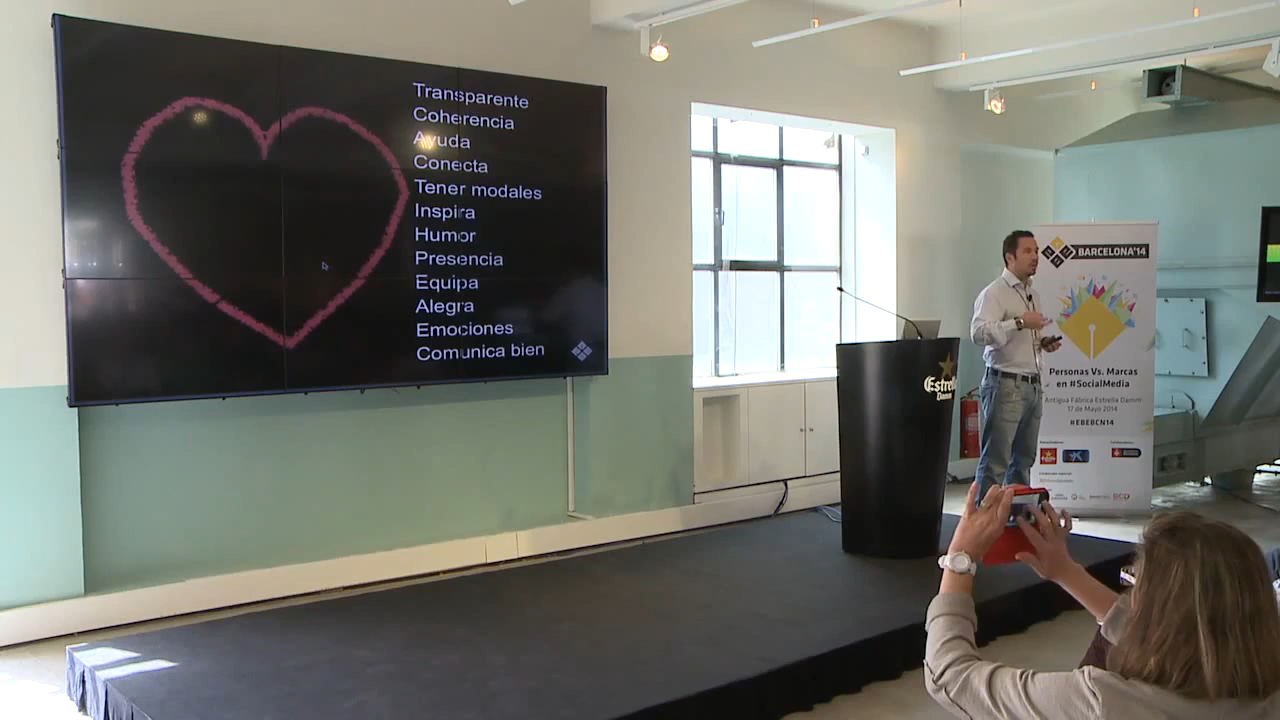 Transparente
Coherencia
Ayuda
Conecta
Tener modales
Inspira
Humor
Presencia
Equipa
Alegra
Emociones
Comunica bien
Estrella
Damm
BARCELONA'14
Personas Vs. Marcas
en #SocialMedia
Antigua Fábrica Estrella Damm
17 de Mayo 2014
#EBEBCN14